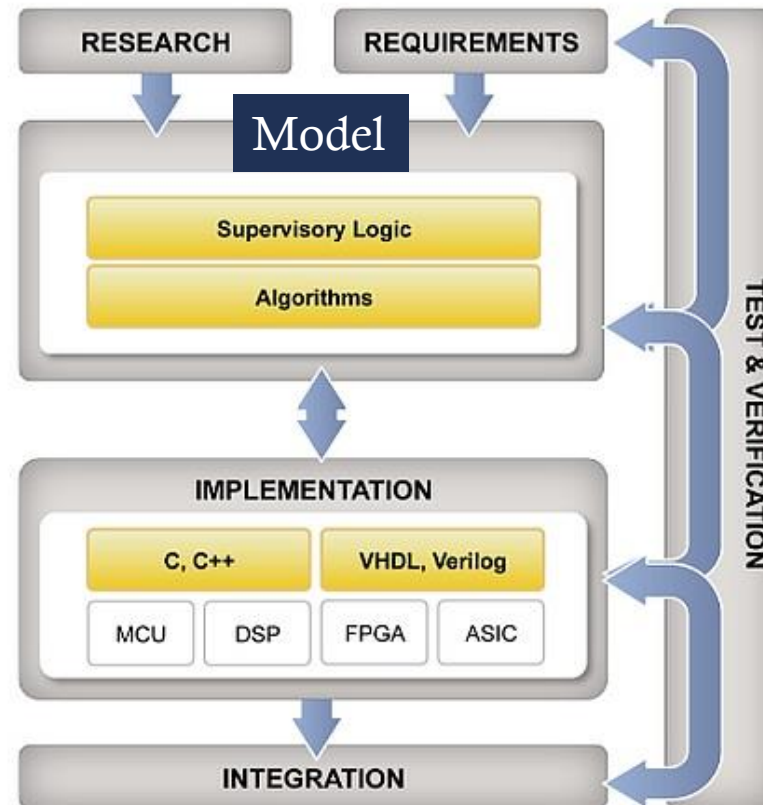 RESEARCH
REQUIREMENTS
Model
Supervisory Logic
Algorithms
IMPLEMENTATION
C, C++
VHDL, Verilog
MCU
DSP
FPGA
ASIC
INTEGRATION
TEST & VERIFICATION